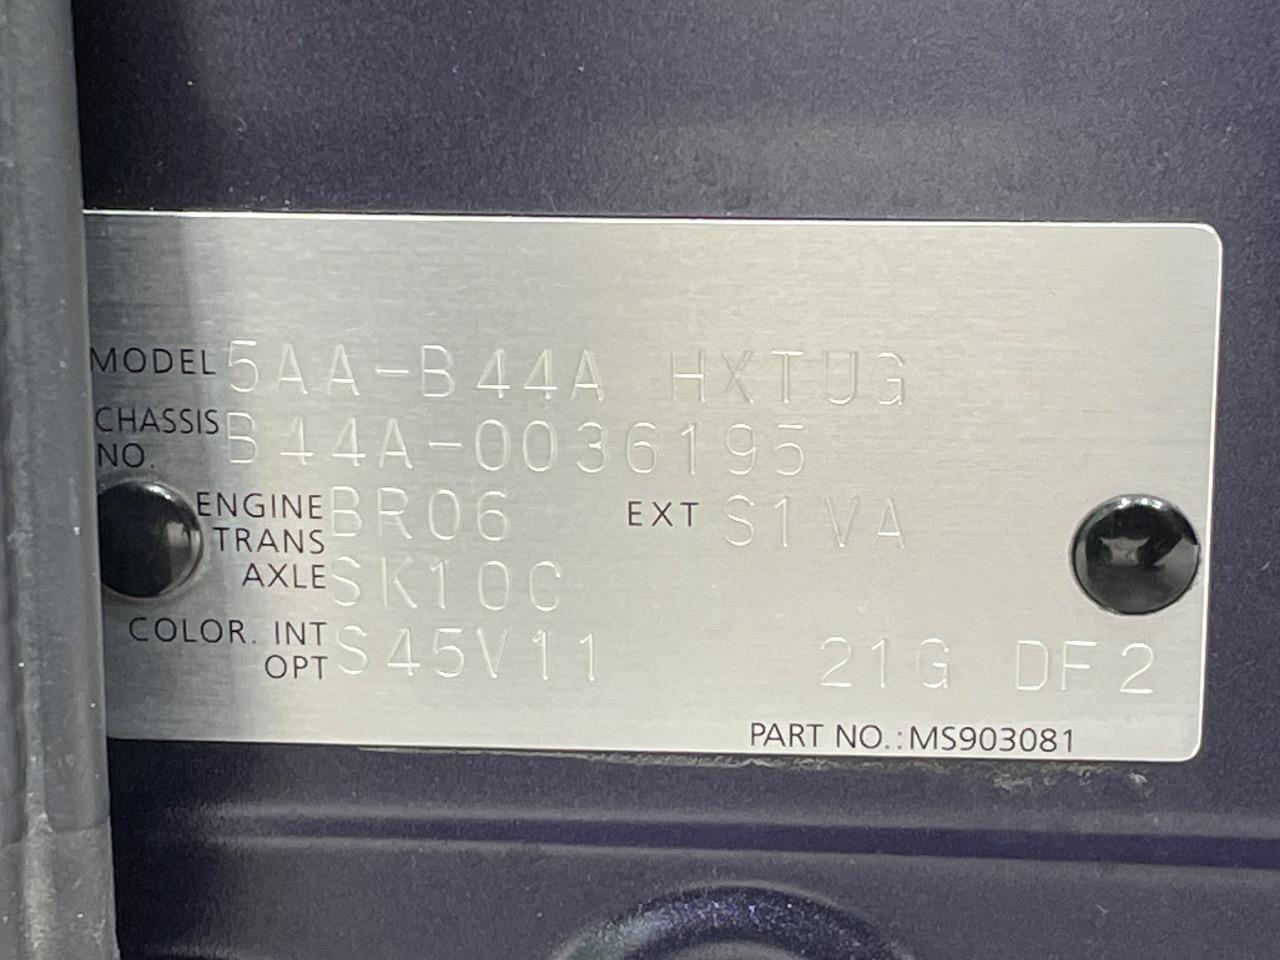 MODEL 5AA-B44A HXTUG
CHASSIS NO. B44A-0036195
ENGINE BR06 EXT S1VA
TRANS AXLE SK10C
COLOR. INT OPT S45V11 21G DF2
PART NO.:MS903081